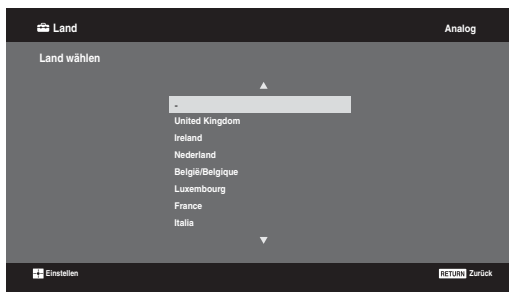 Land Analog
Land wählen
-
United Kingdom
Ireland
Nederland
België/Belgique
Luxembourg
France
Italia
Einstellen RETURN Zurück